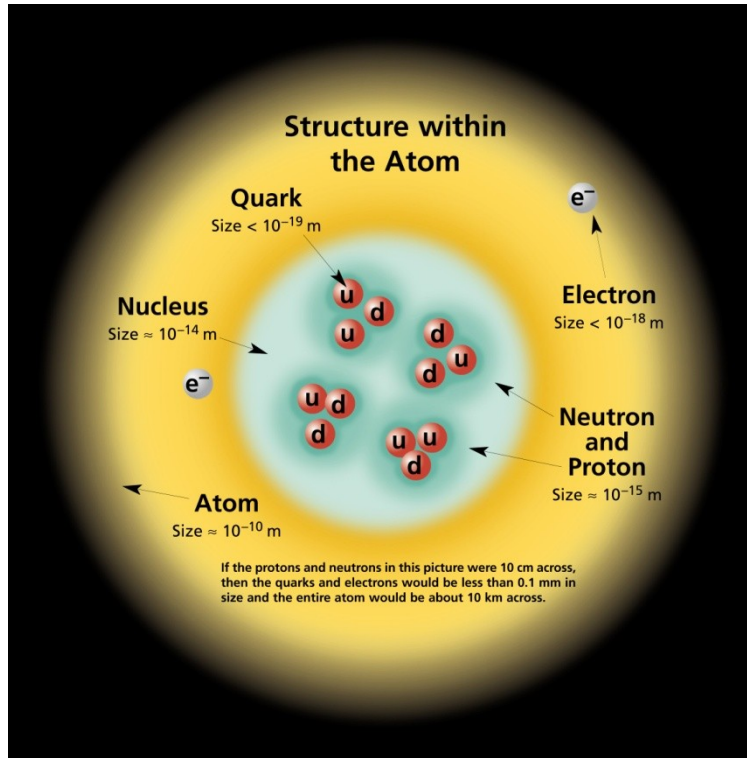 Structure within
the Atom
Quark
Size < 10⁻¹⁹ m
e⁻
Electron
Size < 10⁻¹⁸ m
Nucleus
Size ≈ 10⁻¹⁴ m
e⁻
u
d
u
d
u
d
u
d
d
u
u
d
Neutron
and
Proton
Size ≈ 10⁻¹⁵ m
Atom
Size ≈ 10⁻¹⁰ m
If the protons and neutrons in this picture were 10 cm across,
then the quarks and electrons would be less than 0.1 mm in
size and the entire atom would be about 10 km across.